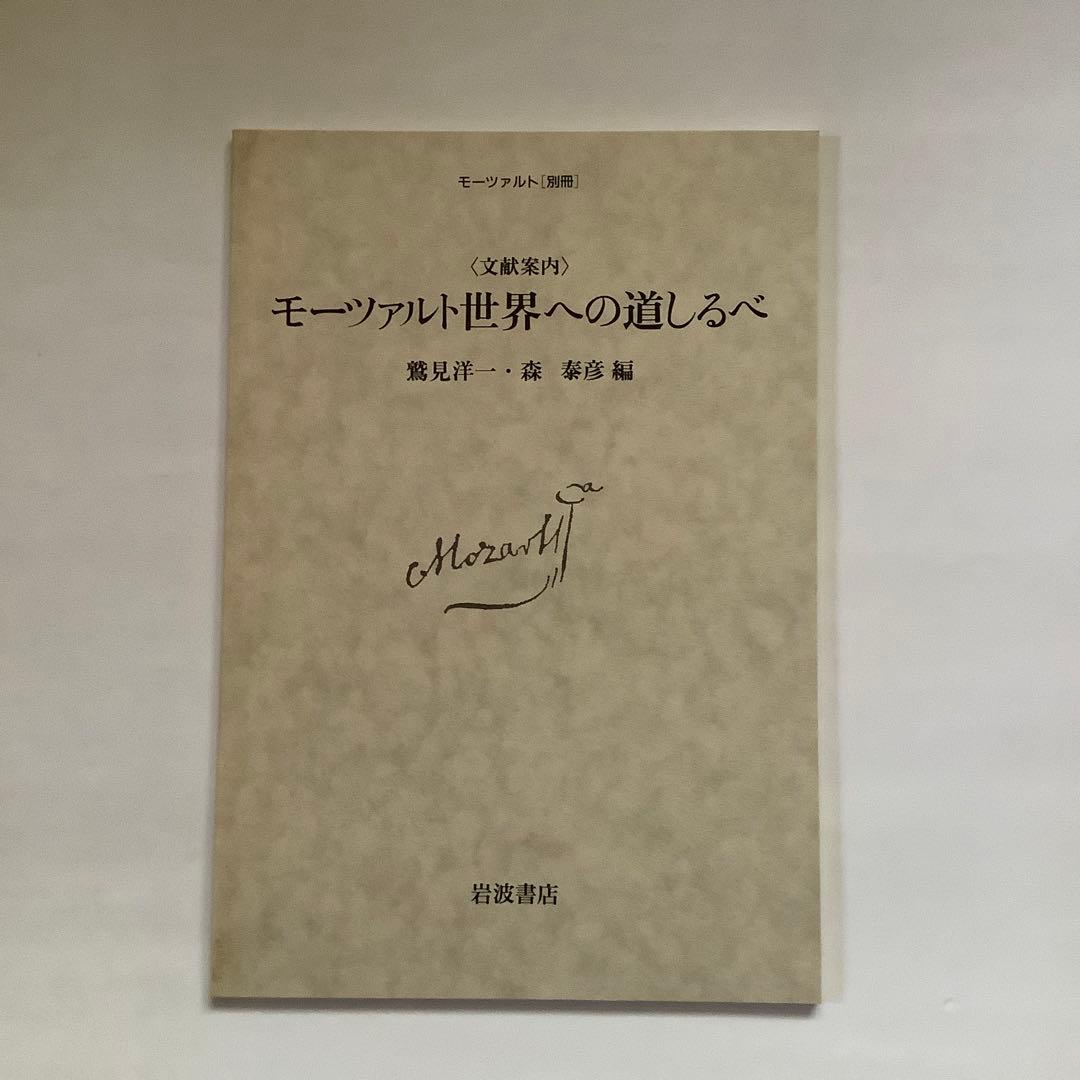 モーツァルト[別冊]
〈文献案内〉
モーツァルト世界への道しるべ
鷲見洋一・森 泰彦 編
Mozart
岩波書店